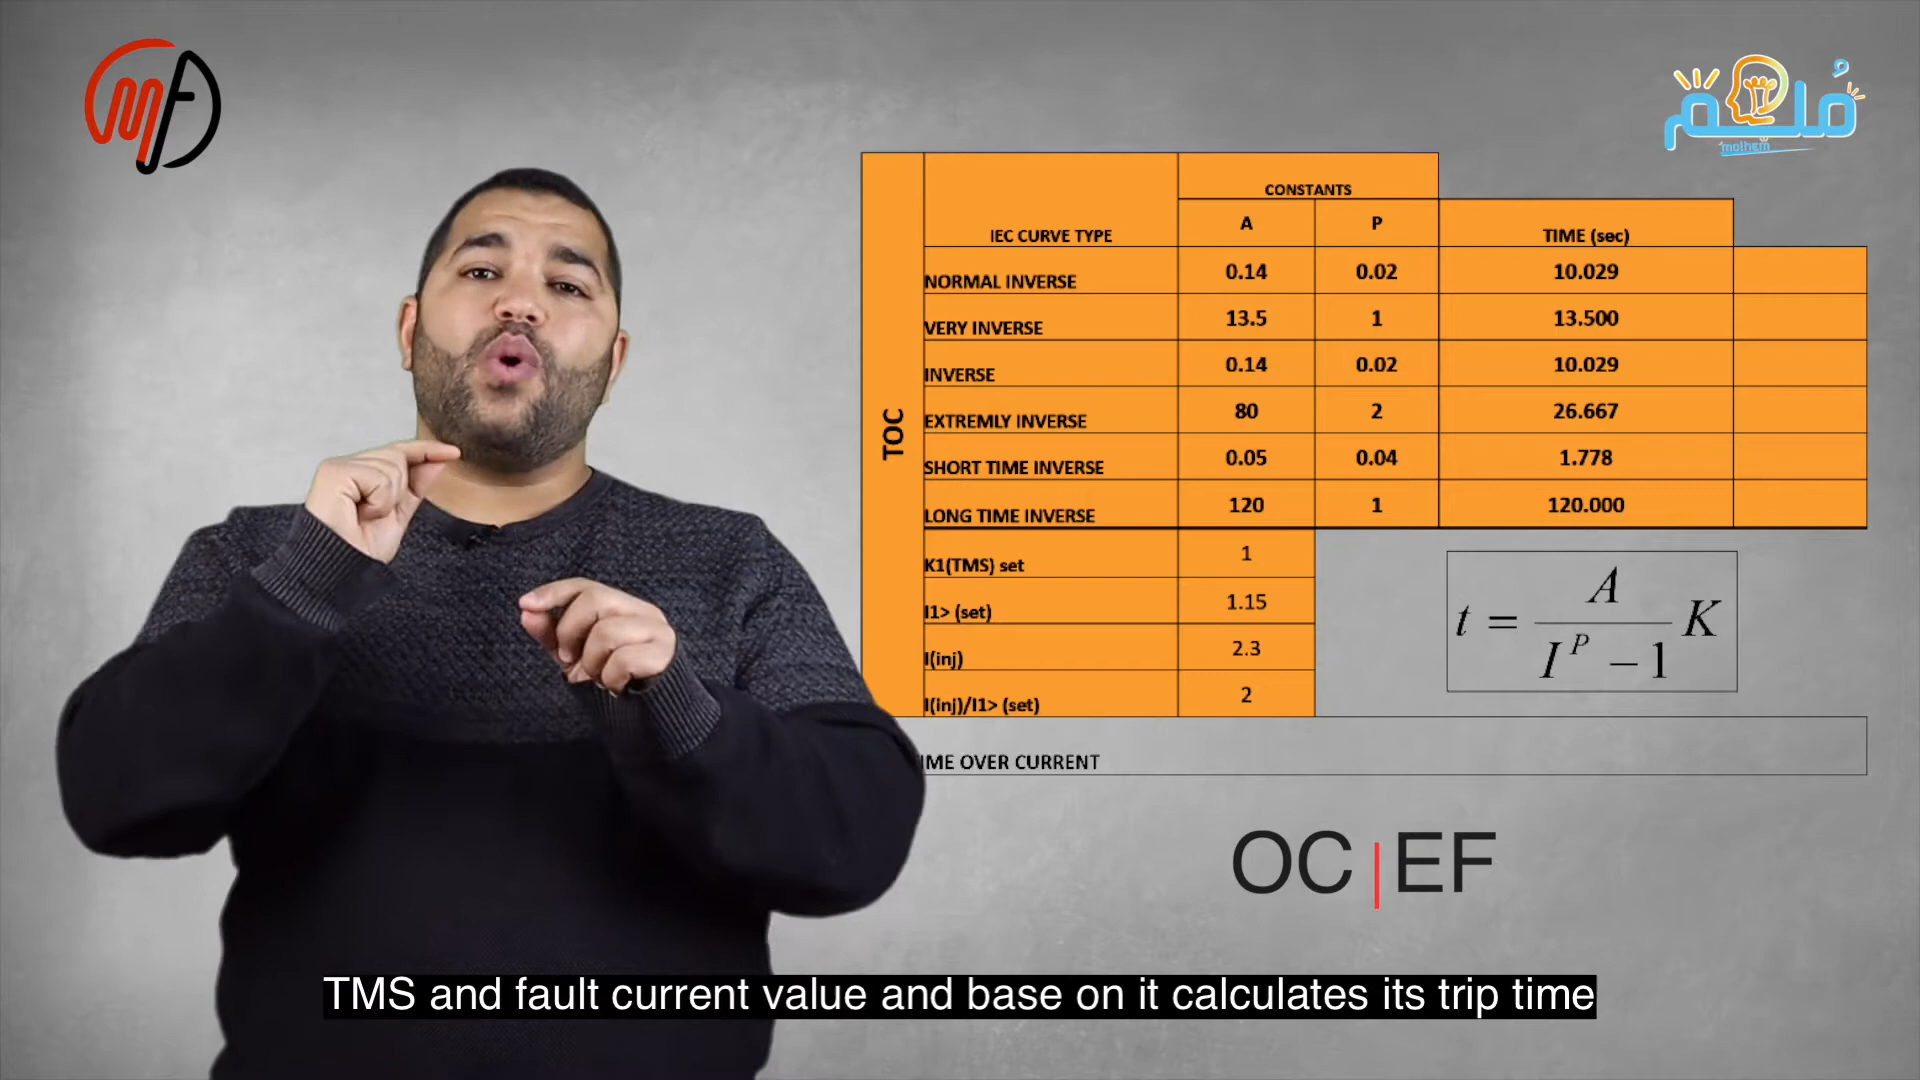 مُلهم
molhem
CONSTANTS
IEC CURVE TYPE A P TIME (sec)
TOC
NORMAL INVERSE 0.14 0.02 10.029
VERY INVERSE 13.5 1 13.500
INVERSE 0.14 0.02 10.029
EXTREMLY INVERSE 80 2 26.667
SHORT TIME INVERSE 0.05 0.04 1.778
LONG TIME INVERSE 120 1 120.000
K1(TMS) set 1
I1> (set) 1.15
I(inj) 2.3
I(inj)/I1> (set) 2
t = A / (I^P − 1) K
IME OVER CURRENT
OC | EF
TMS and fault current value and base on it calculates its trip time